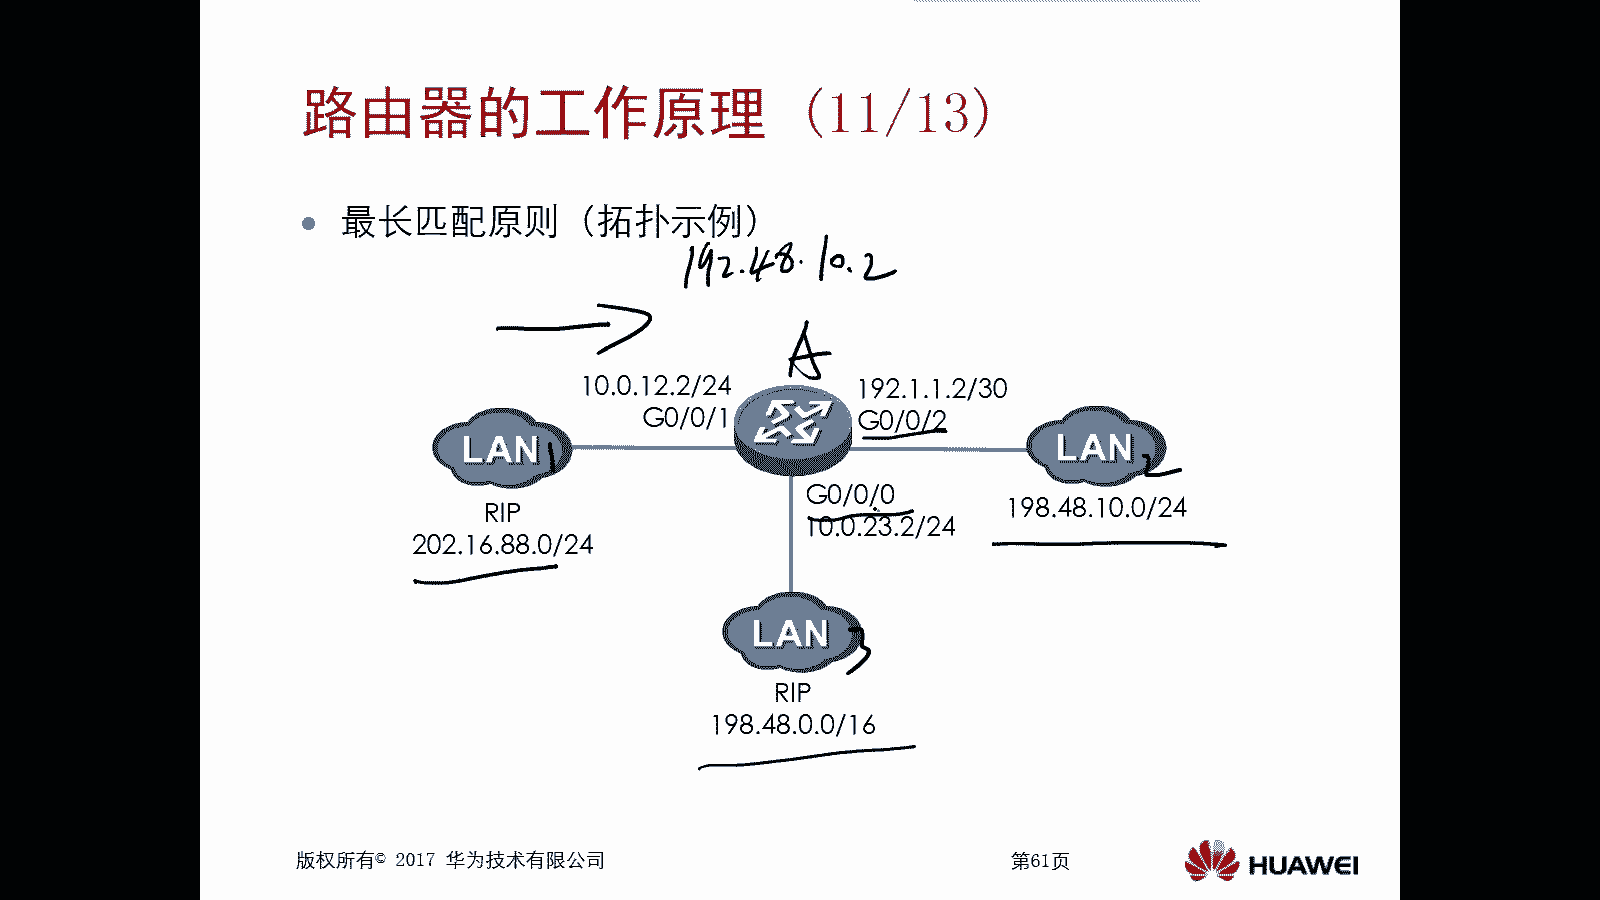 路由器的工作原理（11/13）
最长匹配原则（拓扑示例）
192.48.10.2
A
10.0.12.2/24
G0/0/1
192.1.1.2/30
G0/0/2
LAN 1
LAN 2
RIP
202.16.88.0/24
G0/0/0
10.0.23.2/24
198.48.10.0/24
LAN 3
RIP
198.48.0.0/16
版权所有© 2017 华为技术有限公司
第61页
HUAWEI